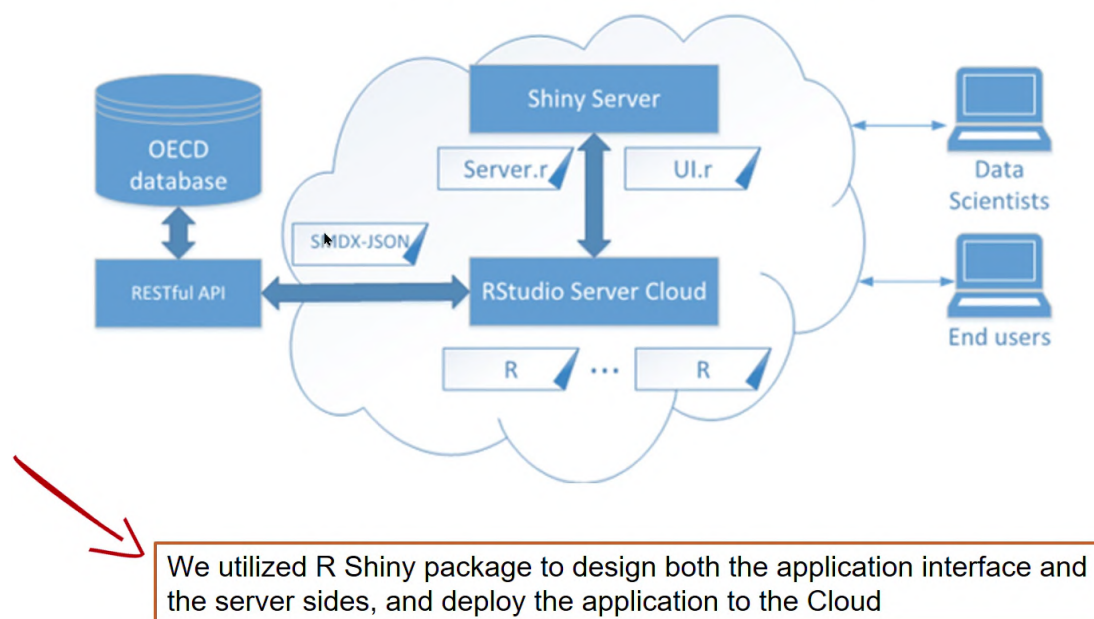 Shiny Server
OECD
database
Server.r
UI.r
Data
Scientists
SMDX-JSON
RESTful API
RStudio Server Cloud
End users
R
...
R
We utilized R Shiny package to design both the application interface and
the server sides, and deploy the application to the Cloud